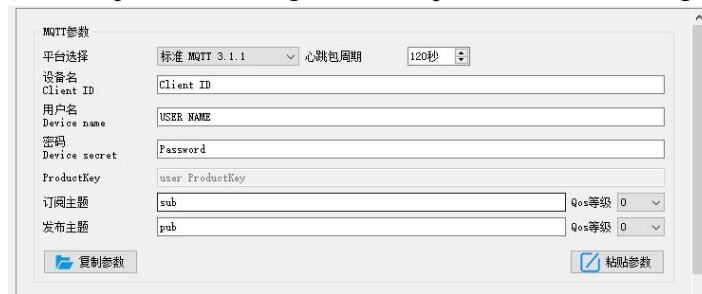 MQTT参数
平台选择 标准 MQTT 3.1.1 心跳包周期 120秒
设备名
Client ID
Client ID
用户名
Device name
USER NAME
密码
Device secret
Password
ProductKey user ProductKey
订阅主题 sub Qos等级 0
发布主题 pub Qos等级 0
复制参数 粘贴参数